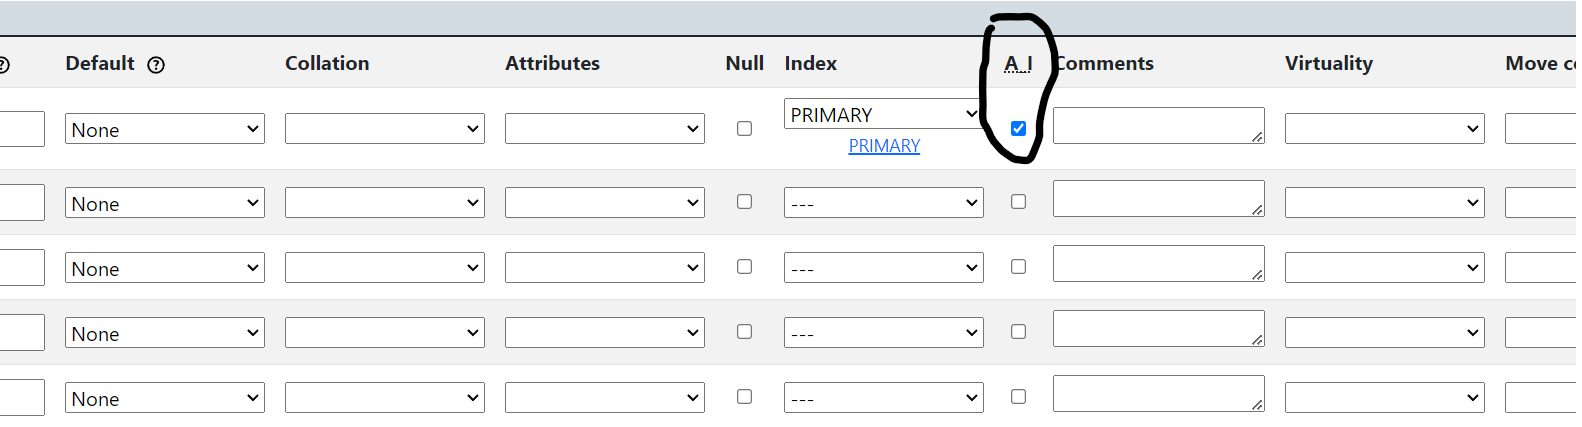 Default Collation Attributes Null Index A_I Comments Virtuality Move c
None PRIMARY
PRIMARY
None ---
None ---
None ---
None ---